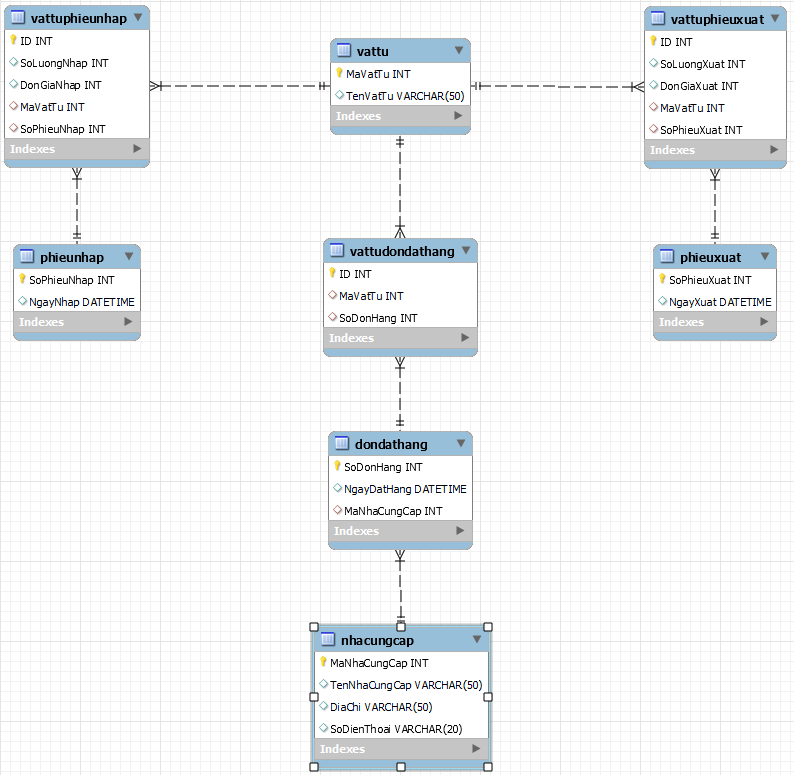 vattuphieunhap
ID INT
SoLuongNhap INT
DonGiaNhap INT
MaVatTu INT
SoPhieuNhap INT
Indexes
vattu
MaVatTu INT
TenVatTu VARCHAR(50)
Indexes
vattuphieuxuat
ID INT
SoLuongXuat INT
DonGiaXuat INT
MaVatTu INT
SoPhieuXuat INT
Indexes
phieunhap
SoPhieuNhap INT
NgayNhap DATETIME
Indexes
vattudondathang
ID INT
MaVatTu INT
SoDonHang INT
Indexes
phieuxuat
SoPhieuXuat INT
NgayXuat DATETIME
Indexes
dondathang
SoDonHang INT
NgayDatHang DATETIME
MaNhaCungCap INT
Indexes
nhacungcap
MaNhaCungCap INT
TenNhaCungCap VARCHAR(50)
DiaChi VARCHAR(50)
SoDienThoai VARCHAR(20)
Indexes